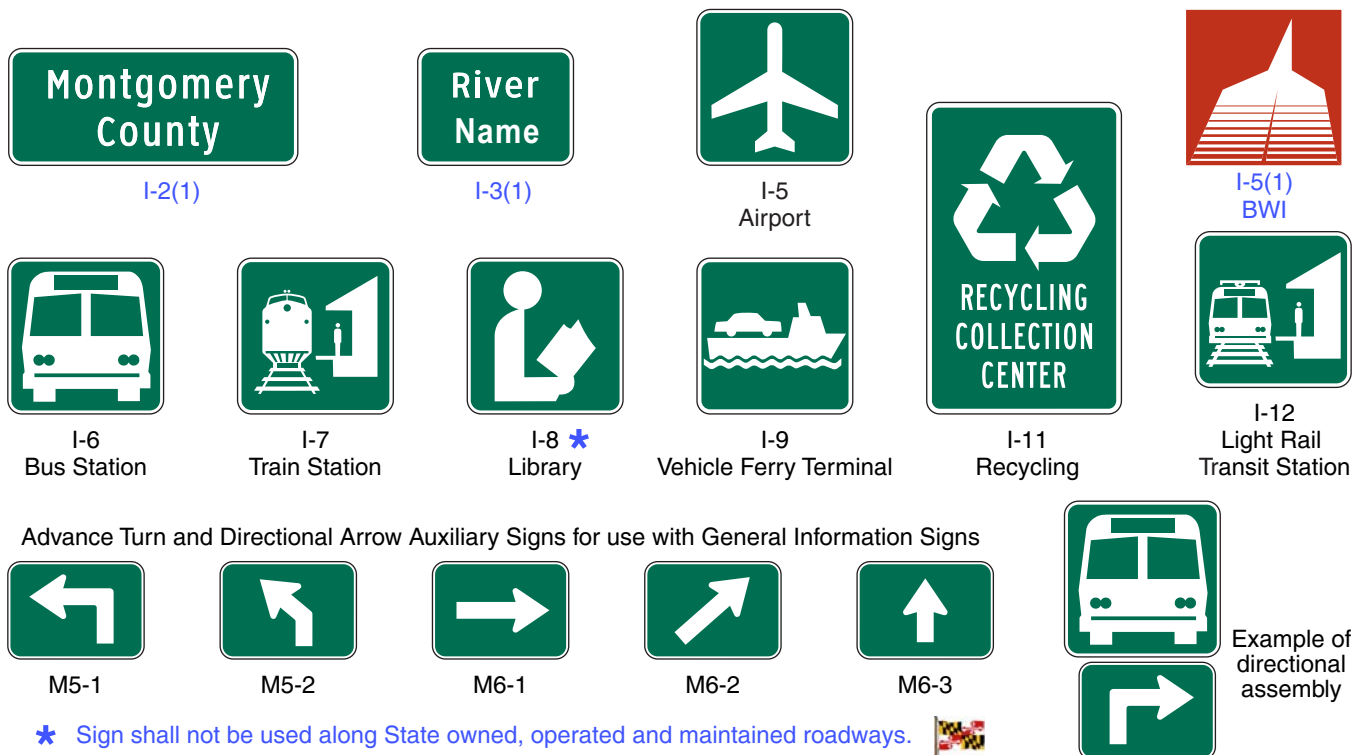 Montgomery
County
I-2(1)
River
Name
I-3(1)
I-5
Airport
RECYCLING
COLLECTION
CENTER
I-11
Recycling
I-5(1)
BWI
I-6
Bus Station
I-7
Train Station
I-8 *
Library
I-9
Vehicle Ferry Terminal
I-12
Light Rail
Transit Station
Advance Turn and Directional Arrow Auxiliary Signs for use with General Information Signs
M5-1
M5-2
M6-1
M6-2
M6-3
Example of
directional
assembly
* Sign shall not be used along State owned, operated and maintained roadways.